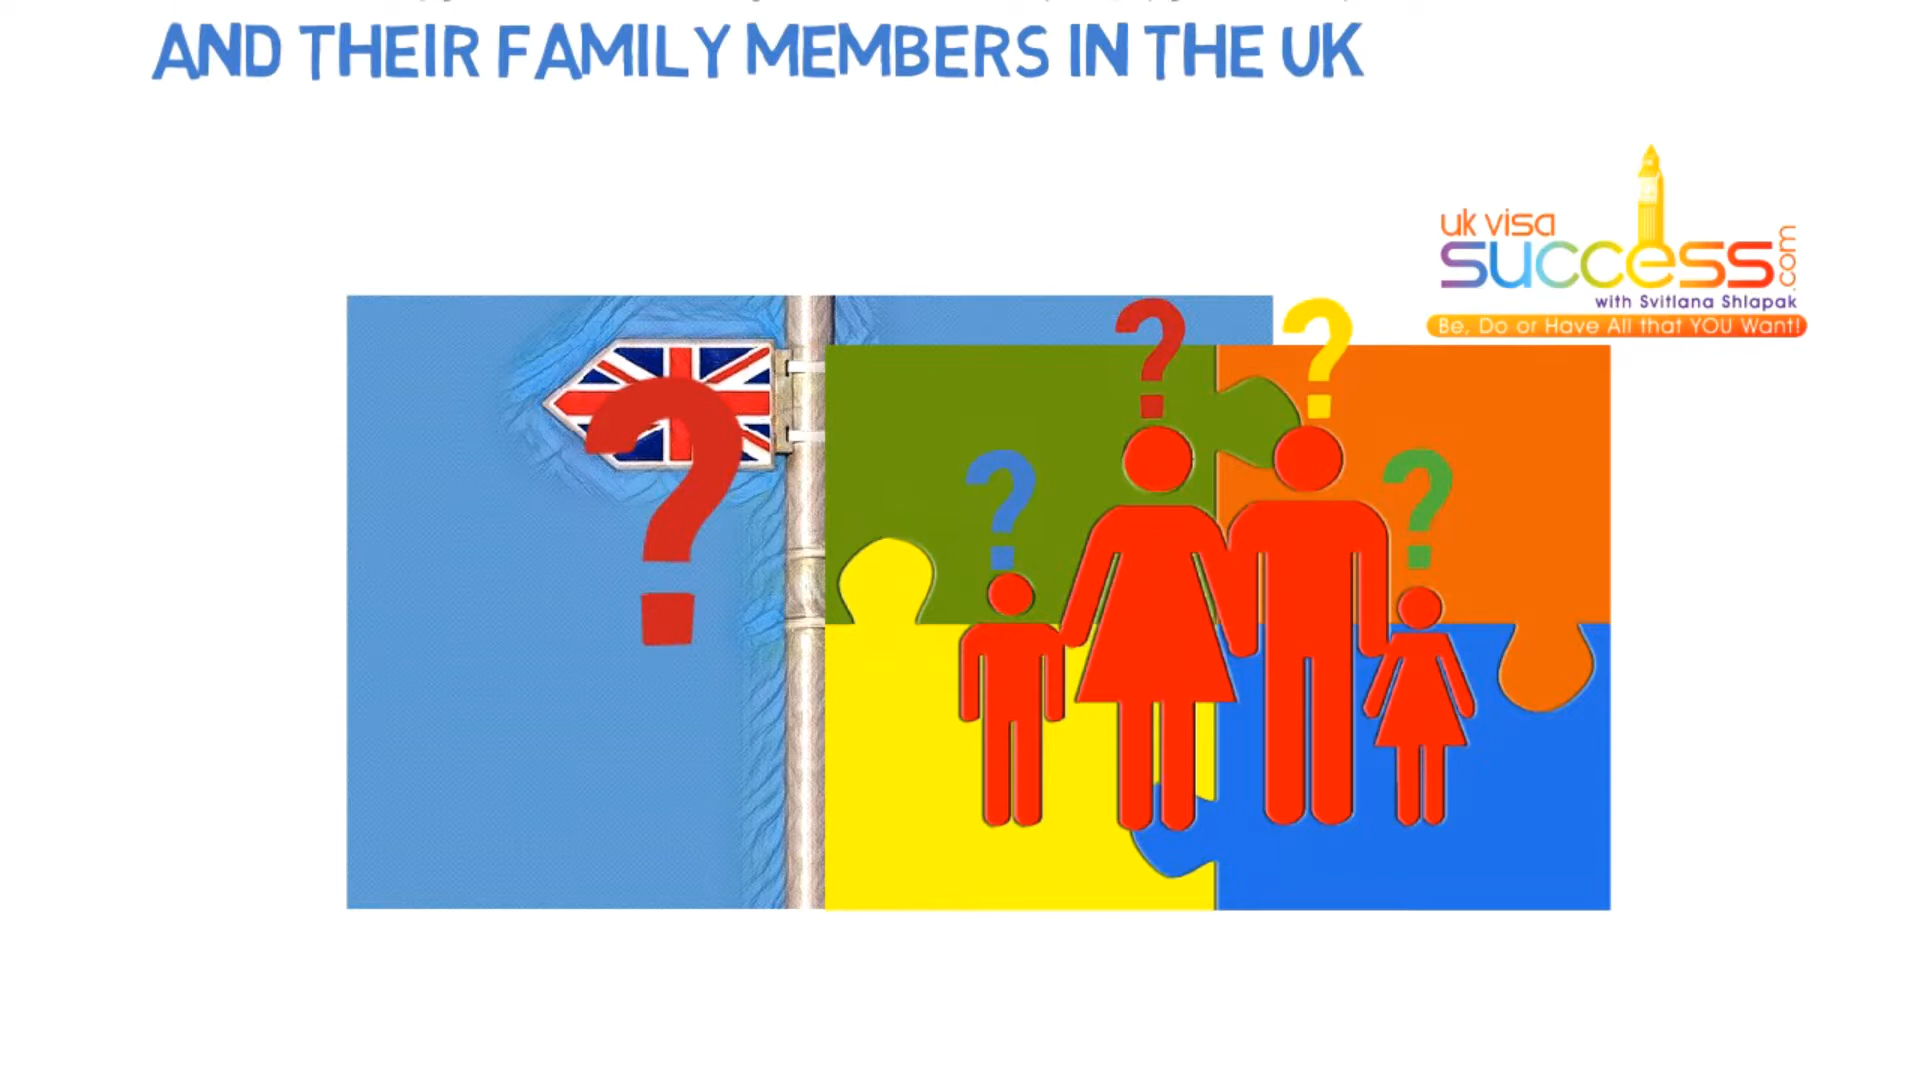 AND THEIR FAMILY MEMBERS IN THE UK
uk visa
success.com
with Svitlana Shlapak
Be, Do or Have All that YOU Want!
?
?
?
?
?